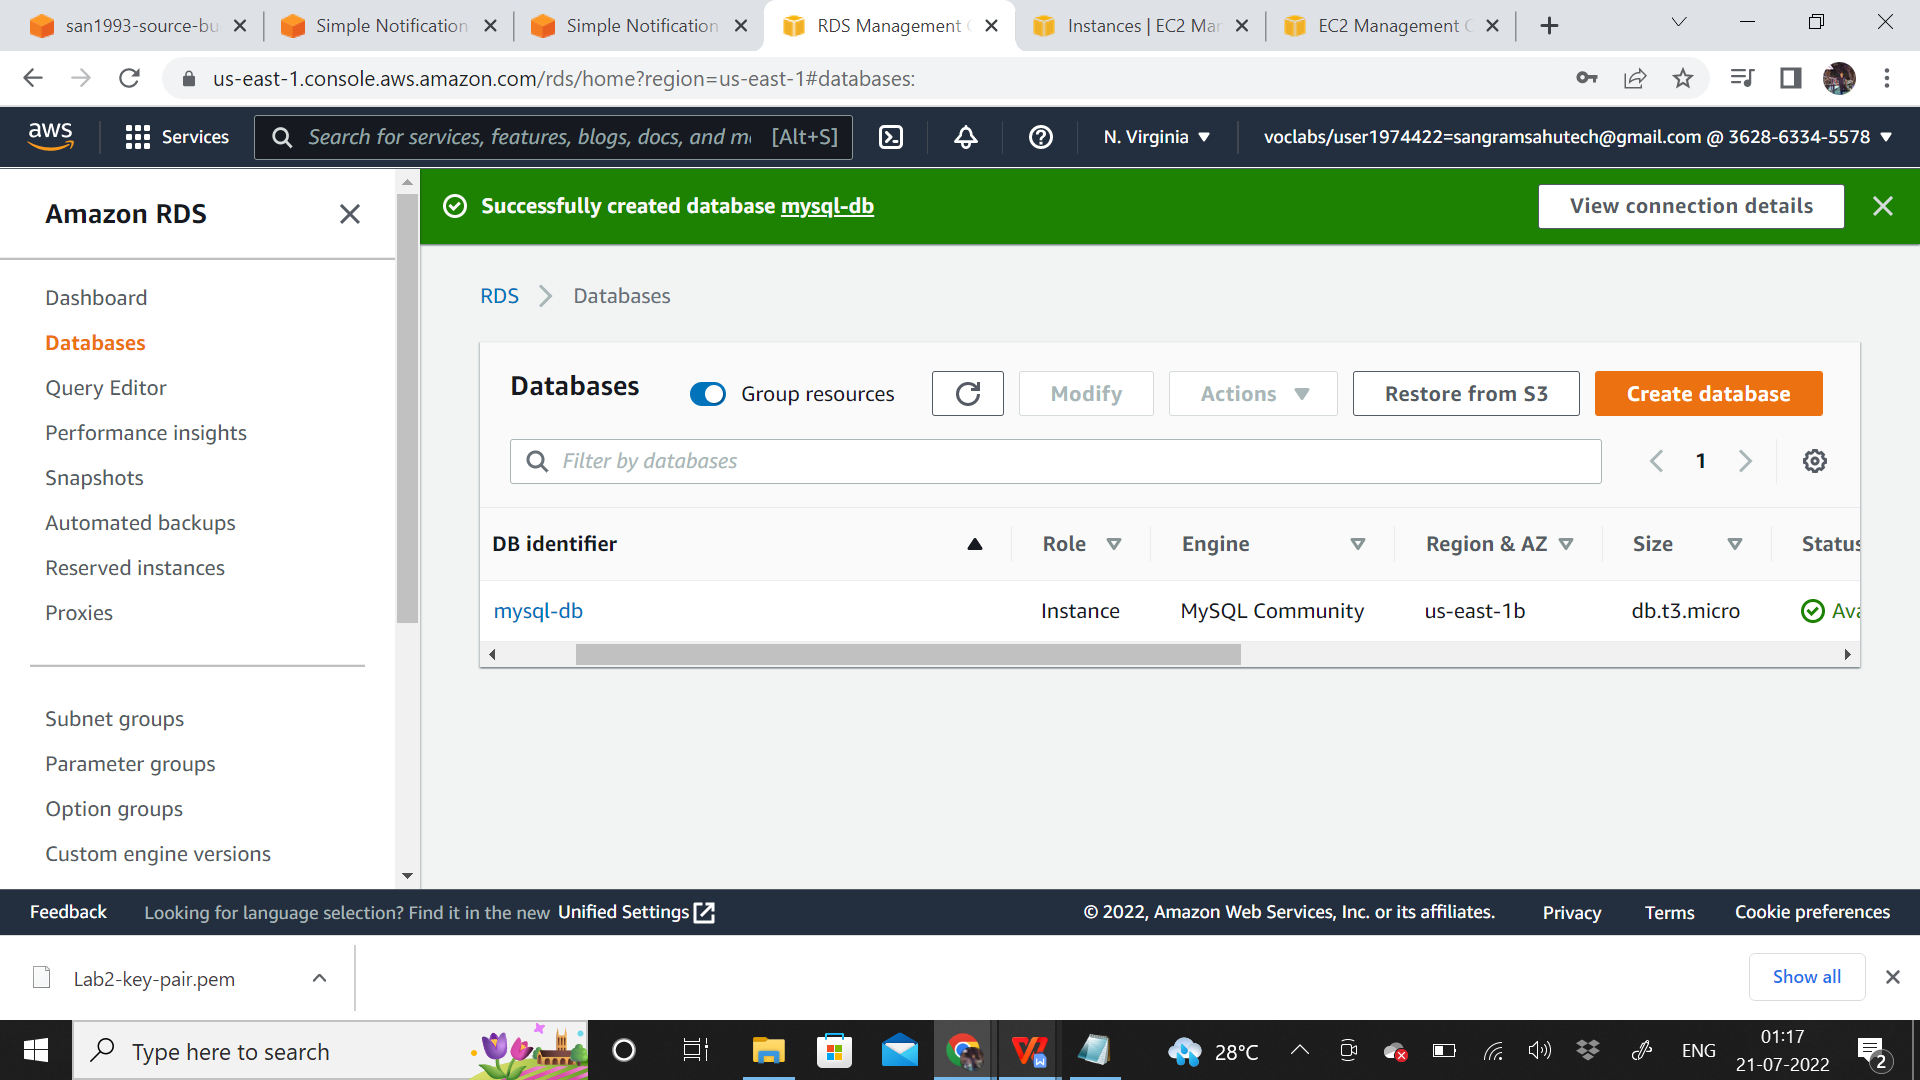 san1993-source-bu
Simple Notification
Simple Notification
RDS Management C
Instances | EC2 Man
EC2 Management C
us-east-1.console.aws.amazon.com/rds/home?region=us-east-1#databases:
aws
Services
Search for services, features, blogs, docs, and m
[Alt+S]
N. Virginia
voclabs/user1974422=sangramsahutech@gmail.com @ 3628-6334-5578
Amazon RDS
Successfully created database mysql-db
View connection details
Dashboard
Databases
Query Editor
Performance insights
Snapshots
Automated backups
Reserved instances
Proxies
Subnet groups
Parameter groups
Option groups
Custom engine versions
RDS
Databases
Databases
Group resources
Modify
Actions
Restore from S3
Create database
Filter by databases
1
DB identifier
Role
Engine
Region & AZ
Size
Status
mysql-db
Instance
MySQL Community
us-east-1b
db.t3.micro
Ava
Feedback
Looking for language selection? Find it in the new Unified Settings
© 2022, Amazon Web Services, Inc. or its affiliates.
Privacy
Terms
Cookie preferences
Lab2-key-pair.pem
Show all
Type here to search
28°C
ENG
01:17
21-07-2022
2